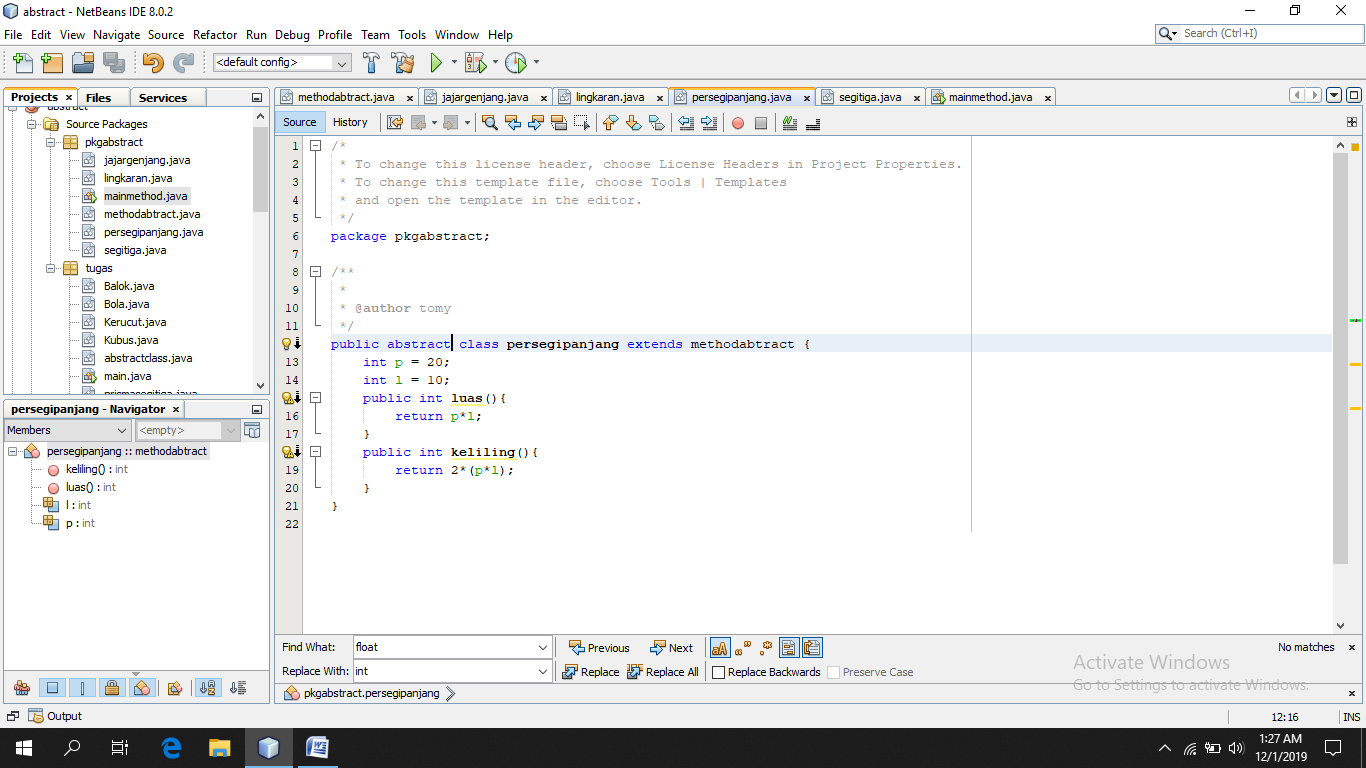 abstract - NetBeans IDE 8.0.2
File Edit View Navigate Source Refactor Run Debug Profile Team Tools Window Help
Search (Ctrl+I)
<default config>
Projects Files Services
abstract
Source Packages
pkgabstract
jajargenjang.java
lingkaran.java
mainmethod.java
methodabtract.java
persegipanjang.java
segitiga.java
tugas
Balok.java
Bola.java
Kerucut.java
Kubus.java
abstractclass.java
main.java
prismasegitiga.java
persegipanjang - Navigator
Members
<empty>
persegipanjang :: methodabtract
keliling() : int
luas() : int
l : int
p : int
methodabtract.java jajargenjang.java lingkaran.java persegipanjang.java segitiga.java mainmethod.java
Source History
1 /*
2 * To change this license header, choose License Headers in Project Properties.
3 * To change this template file, choose Tools | Templates
4 * and open the template in the editor.
5 */
6 package pkgabstract;
7
8 /**
9 *
10 * @author tomy
11 */
public abstract class persegipanjang extends methodabtract {
13 int p = 20;
14 int l = 10;
public int luas(){
16 return p*l;
17 }
public int keliling(){
19 return 2*(p*l);
20 }
21 }
22
Find What: float
Previous Next
No matches
Replace With: int
Replace Replace All Replace Backwards Preserve Case
Activate Windows
Go to Settings to activate Windows.
pkgabstract.persegipanjang
Output
12:16 INS
1:27 AM
12/1/2019